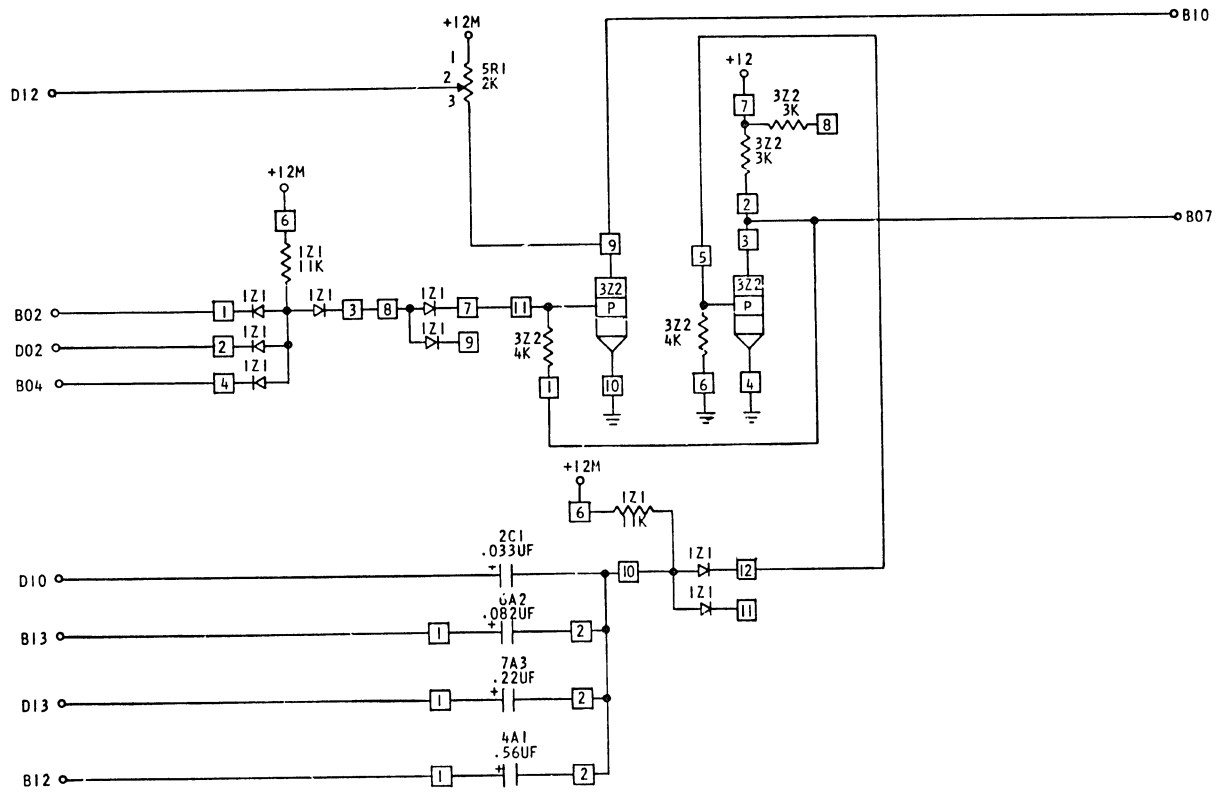 B10
+12M
1
5R1
2
2K
3
D12
+12
7
3Z2
3K
8
3Z2
3K
2
B07
3
+12M
6
1Z1
11K
9
5
3Z2
P
3Z2
P
B02
1
1Z1
1Z1
3
8
1Z1
7
11
1Z1
9
D02
2
1Z1
B04
4
1Z1
3Z2
4K
1
10
3Z2
4K
6
4
+12M
6
1Z1
11K
2C1
.033UF
+
D10
10
1Z1
12
1Z1
11
6A2
.082UF
+
B13
1
2
7A3
.22UF
+
D13
1
2
4A1
.56UF
+
B12
1
2